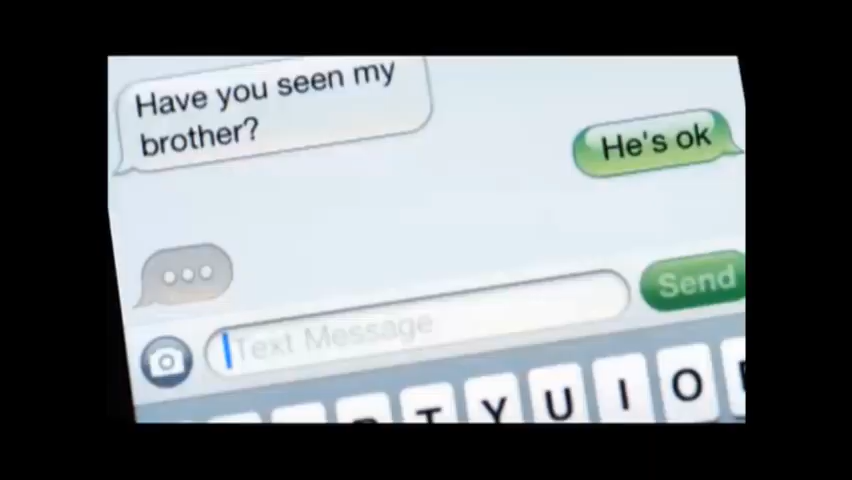 Have you seen my
brother?
He's ok
Send
Text Message
T Y U I O